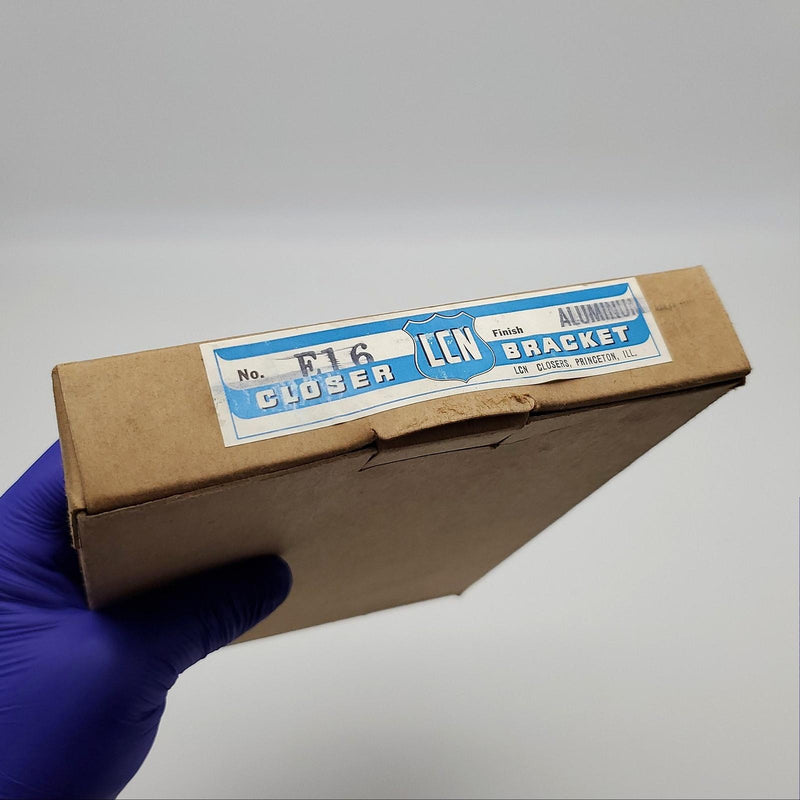 No. E16 LCN Finish ALUMINUM
CLOSER BRACKET
LCN CLOSERS, PRINCETON, ILL.